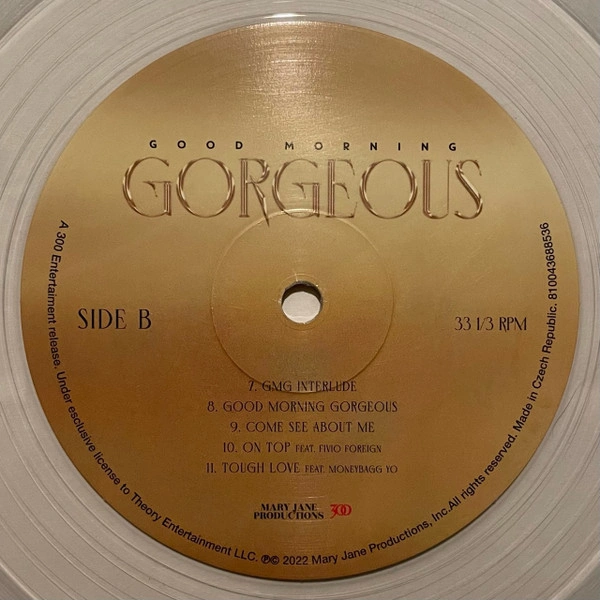 GOOD MORNING
GORGEOUS
SIDE B
33 1/3 RPM
7. GMG INTERLUDE
8. GOOD MORNING GORGEOUS
9. COME SEE ABOUT ME
10. ON TOP FEAT. FIVIO FOREIGN
11. TOUGH LOVE FEAT. MONEYBAGG YO
MARY JANE
PRODUCTIONS 300
A 300 Entertaiment release. Under esclusive license to Theory Entertainment LLC. ℗© 2022 Mary Jane Productions, Inc.All rights reserved. Made in Czech Republic. 810043688536